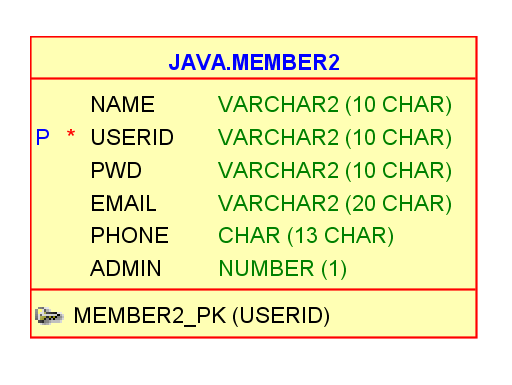 JAVA.MEMBER2
NAME VARCHAR2 (10 CHAR)
P * USERID VARCHAR2 (10 CHAR)
PWD VARCHAR2 (10 CHAR)
EMAIL VARCHAR2 (20 CHAR)
PHONE CHAR (13 CHAR)
ADMIN NUMBER (1)
MEMBER2_PK (USERID)